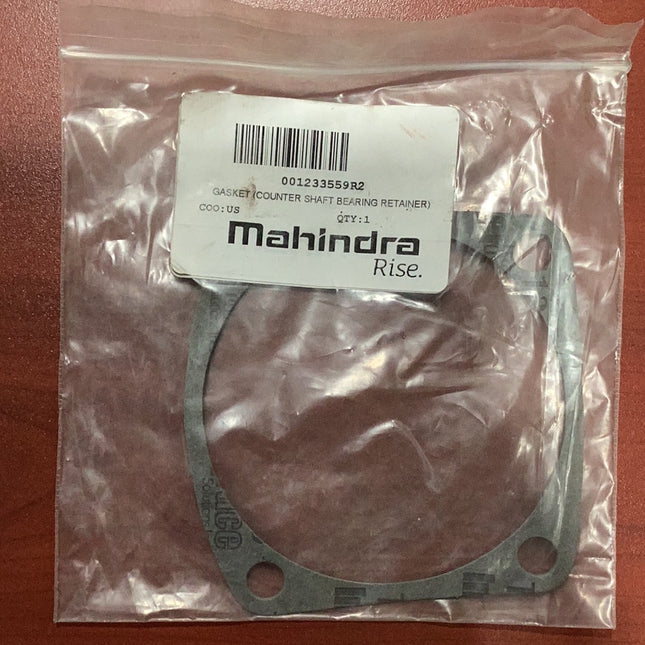 001233559R2
GASKET (COUNTER SHAFT BEARING RETAINER)
COO:US QTY:1
Mahindra
Rise.